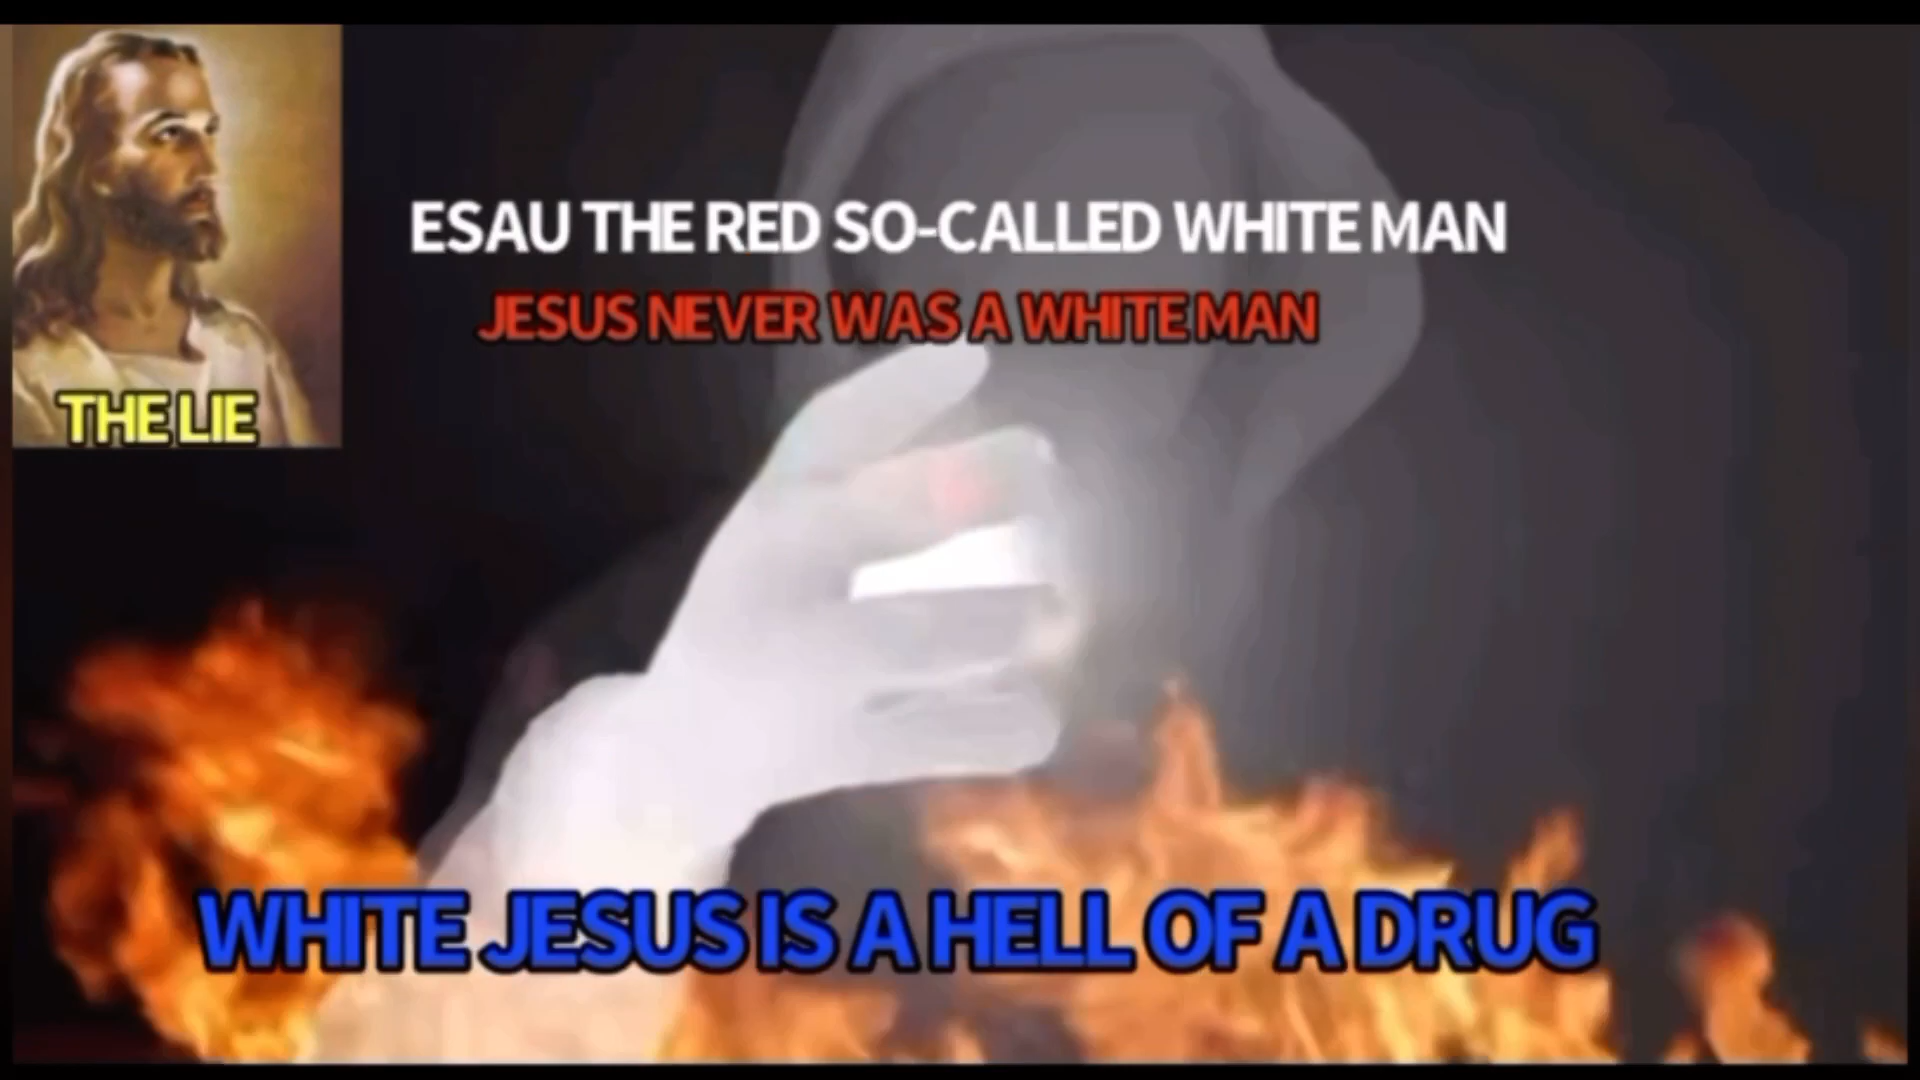 ESAU THE RED SO-CALLED WHITE MAN
JESUS NEVER WAS A WHITE MAN
THE LIE
WHITE JESUS IS A HELL OF A DRUG